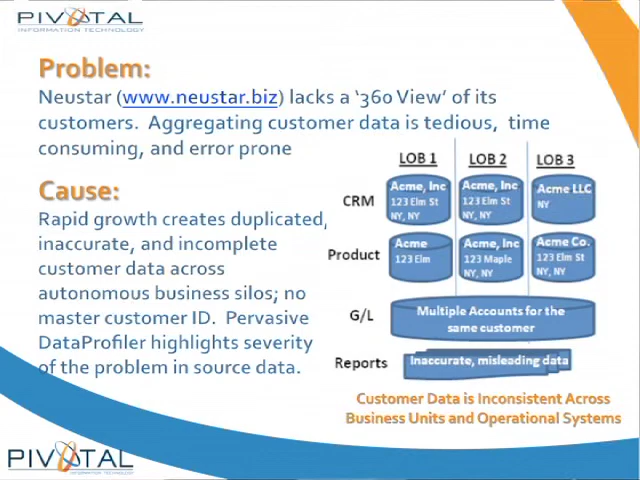 PIVOTAL
INFORMATION TECHNOLOGY
Problem:
Neustar (www.neustar.biz) lacks a ‘360 View’ of its
customers. Aggregating customer data is tedious, time
consuming, and error prone
Cause:
Rapid growth creates duplicated,
inaccurate, and incomplete
customer data across
autonomous business silos; no
master customer ID. Pervasive
DataProfiler highlights severity
of the problem in source data.
LOB 1 LOB 2 LOB 3
CRM
Acme, Inc
123 Elm St
NY, NY
Acme, Inc
123 Elm St
NY, NY
Acme LLC
NY
Product
Acme
123 Elm
Acme, Inc
123 Maple
NY, NY
Acme Co.
123 Elm St
NY, NY
G/L
Multiple Accounts for the
same customer
Reports
Inaccurate, misleading data
Customer Data is Inconsistent Across
Business Units and Operational Systems
PIVOTAL
INFORMATION TECHNOLOGY